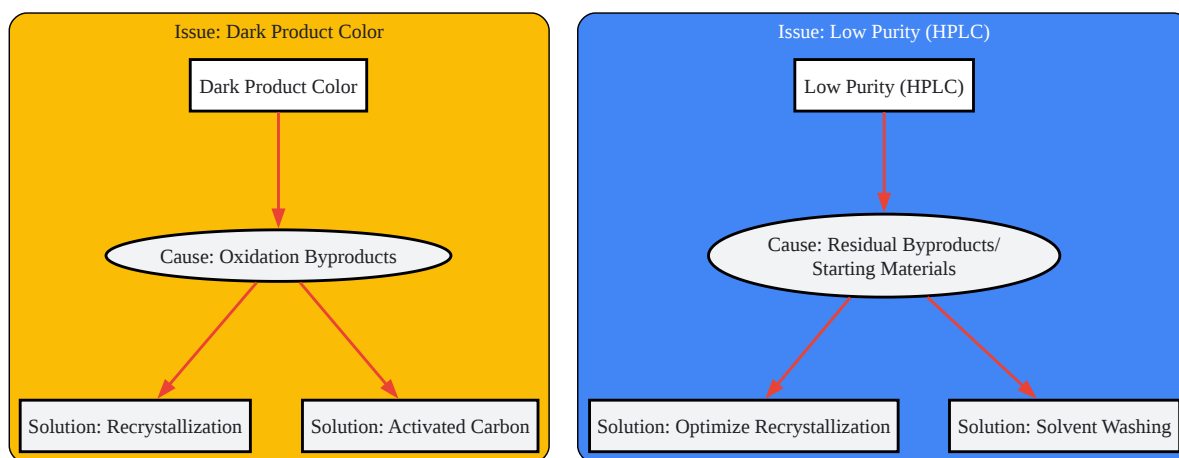 Issue: Dark Product Color
Dark Product Color
Cause: Oxidation Byproducts
Solution: Recrystallization
Solution: Activated Carbon
Issue: Low Purity (HPLC)
Low Purity (HPLC)
Cause: Residual Byproducts/
Starting Materials
Solution: Optimize Recrystallization
Solution: Solvent Washing